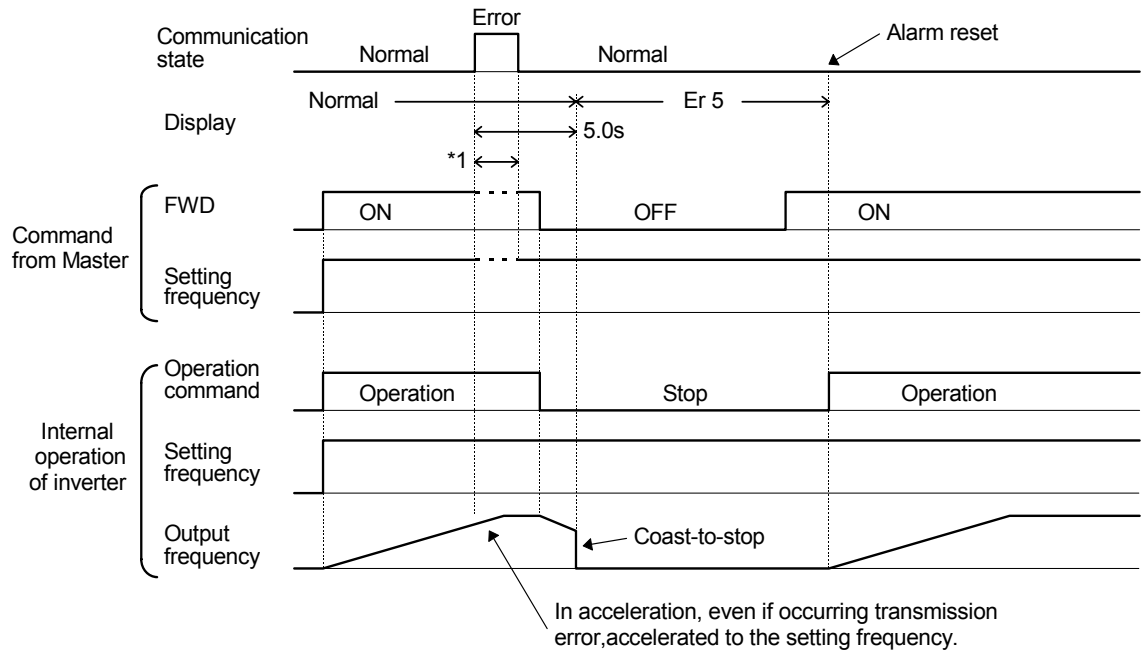 Error
Communication
state
Normal
Normal
Alarm reset
Display
Normal
Er 5
5.0s
*1
Command
from Master
FWD
ON
OFF
ON
Setting
frequency
Internal
operation
of inverter
Operation
command
Operation
Stop
Operation
Setting
frequency
Output
frequency
Coast-to-stop
In acceleration, even if occurring transmission
error,accelerated to the setting frequency.